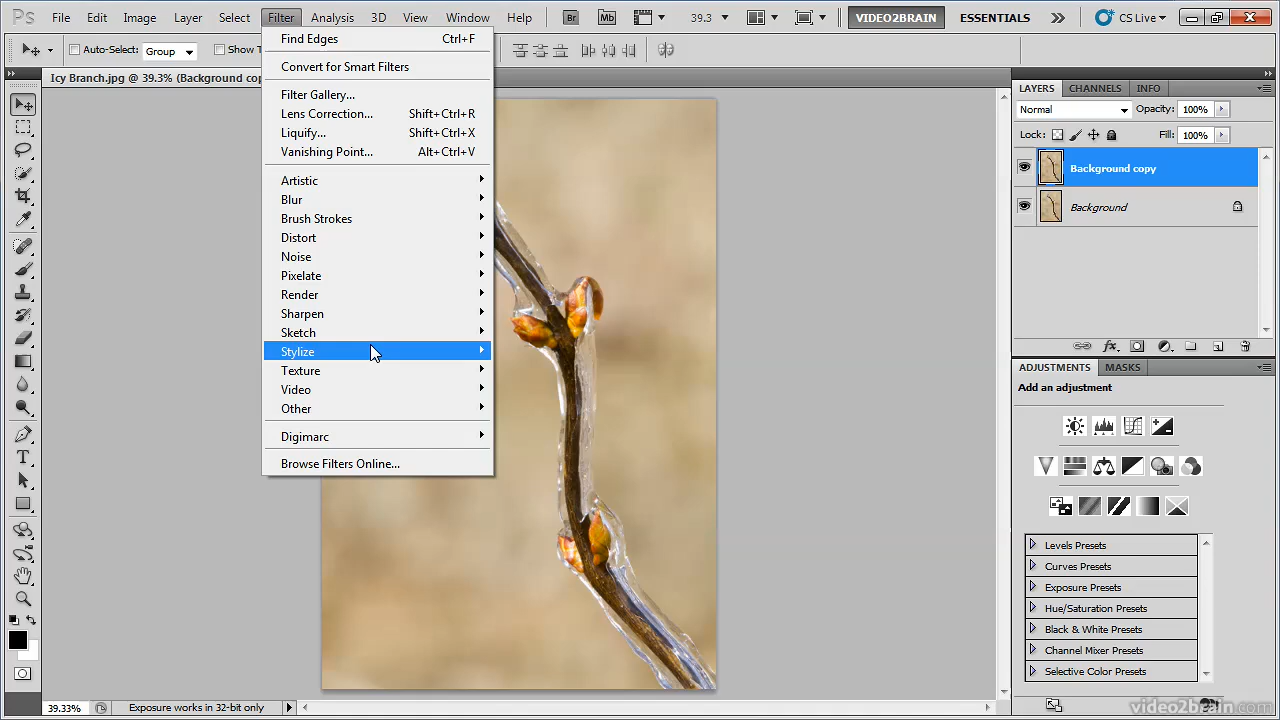 Ps File Edit Image Layer Select Filter Analysis 3D View Window Help Br Mb 39.3 VIDEO2BRAIN ESSENTIALS CS Live
Auto-Select: Group Show T
Icy Branch.jpg @ 39.3% (Background cop
Find Edges Ctrl+F
Convert for Smart Filters
Filter Gallery...
Lens Correction... Shift+Ctrl+R
Liquify... Shift+Ctrl+X
Vanishing Point... Alt+Ctrl+V
Artistic
Blur
Brush Strokes
Distort
Noise
Pixelate
Render
Sharpen
Sketch
Stylize
Texture
Video
Other
Digimarc
Browse Filters Online...
LAYERS CHANNELS INFO
Normal Opacity: 100%
Lock: Fill: 100%
Background copy
Background
fx
ADJUSTMENTS MASKS
Add an adjustment
Levels Presets
Curves Presets
Exposure Presets
Hue/Saturation Presets
Black & White Presets
Channel Mixer Presets
Selective Color Presets
T
39.33% Exposure works in 32-bit only
video2brain.com